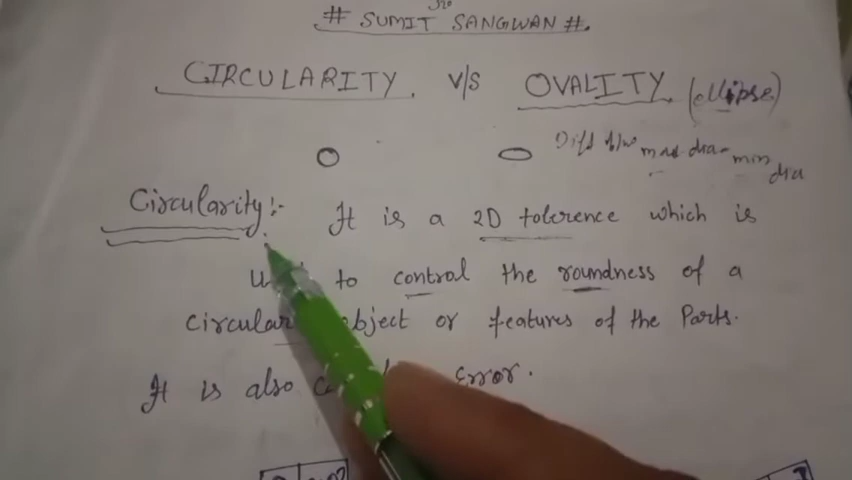 # SUMIT SANGWAN #.
CIRCULARITY v/s OVALITY (ellipse)
Diff b/w max dia - min dia
Circularity :- It is a 2D tolerence which is
to control the roundness of a
circular object or features of the Parts.
It is also Error.